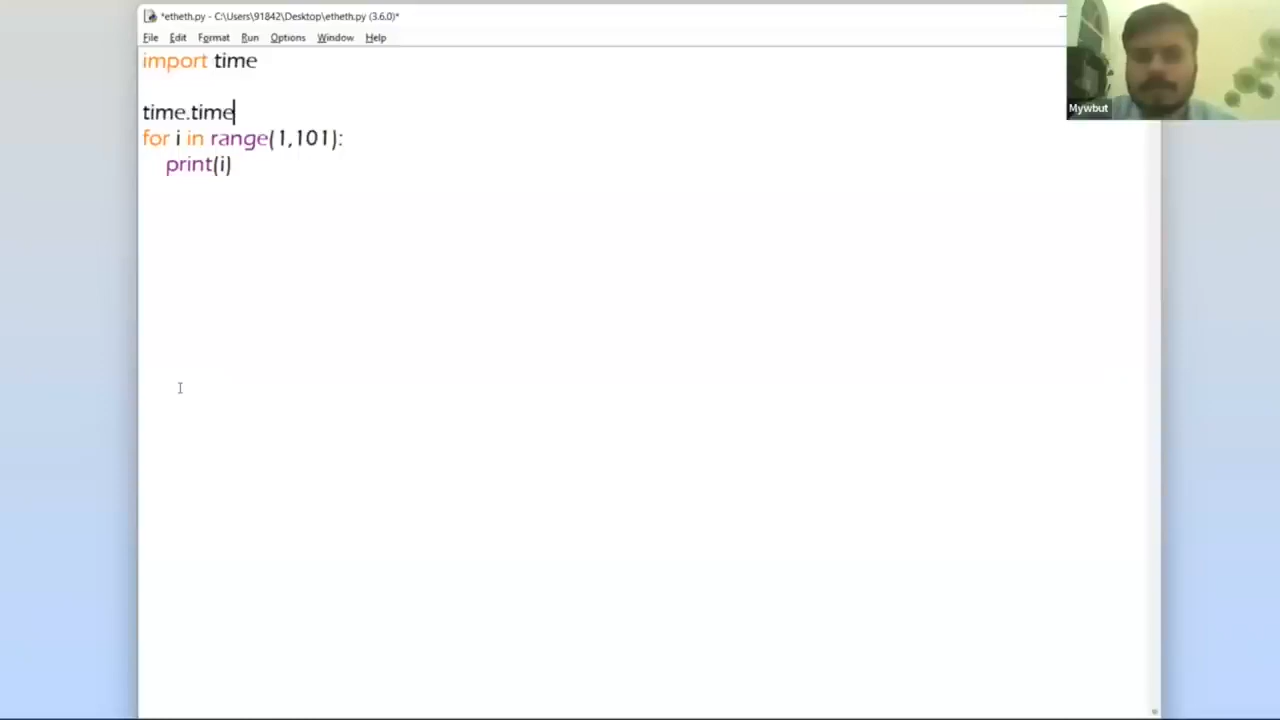 *etheth.py - C:\Users\91842\Desktop\etheth.py (3.6.0)*
File Edit Format Run Options Window Help
import time
time.time
for i in range(1,101):
    print(i)
Mywbut